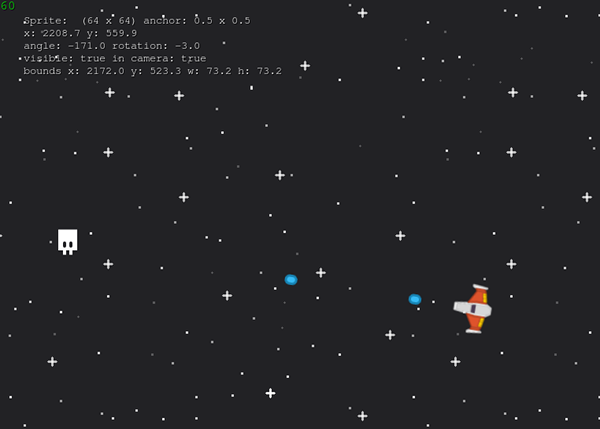 60
Sprite:  (64 x 64) anchor: 0.5 x 0.5
x: 2208.7 y: 559.9
angle: -171.0 rotation: -3.0
visible: true in camera: true
bounds x: 2172.0 y: 523.3 w: 73.2 h: 73.2